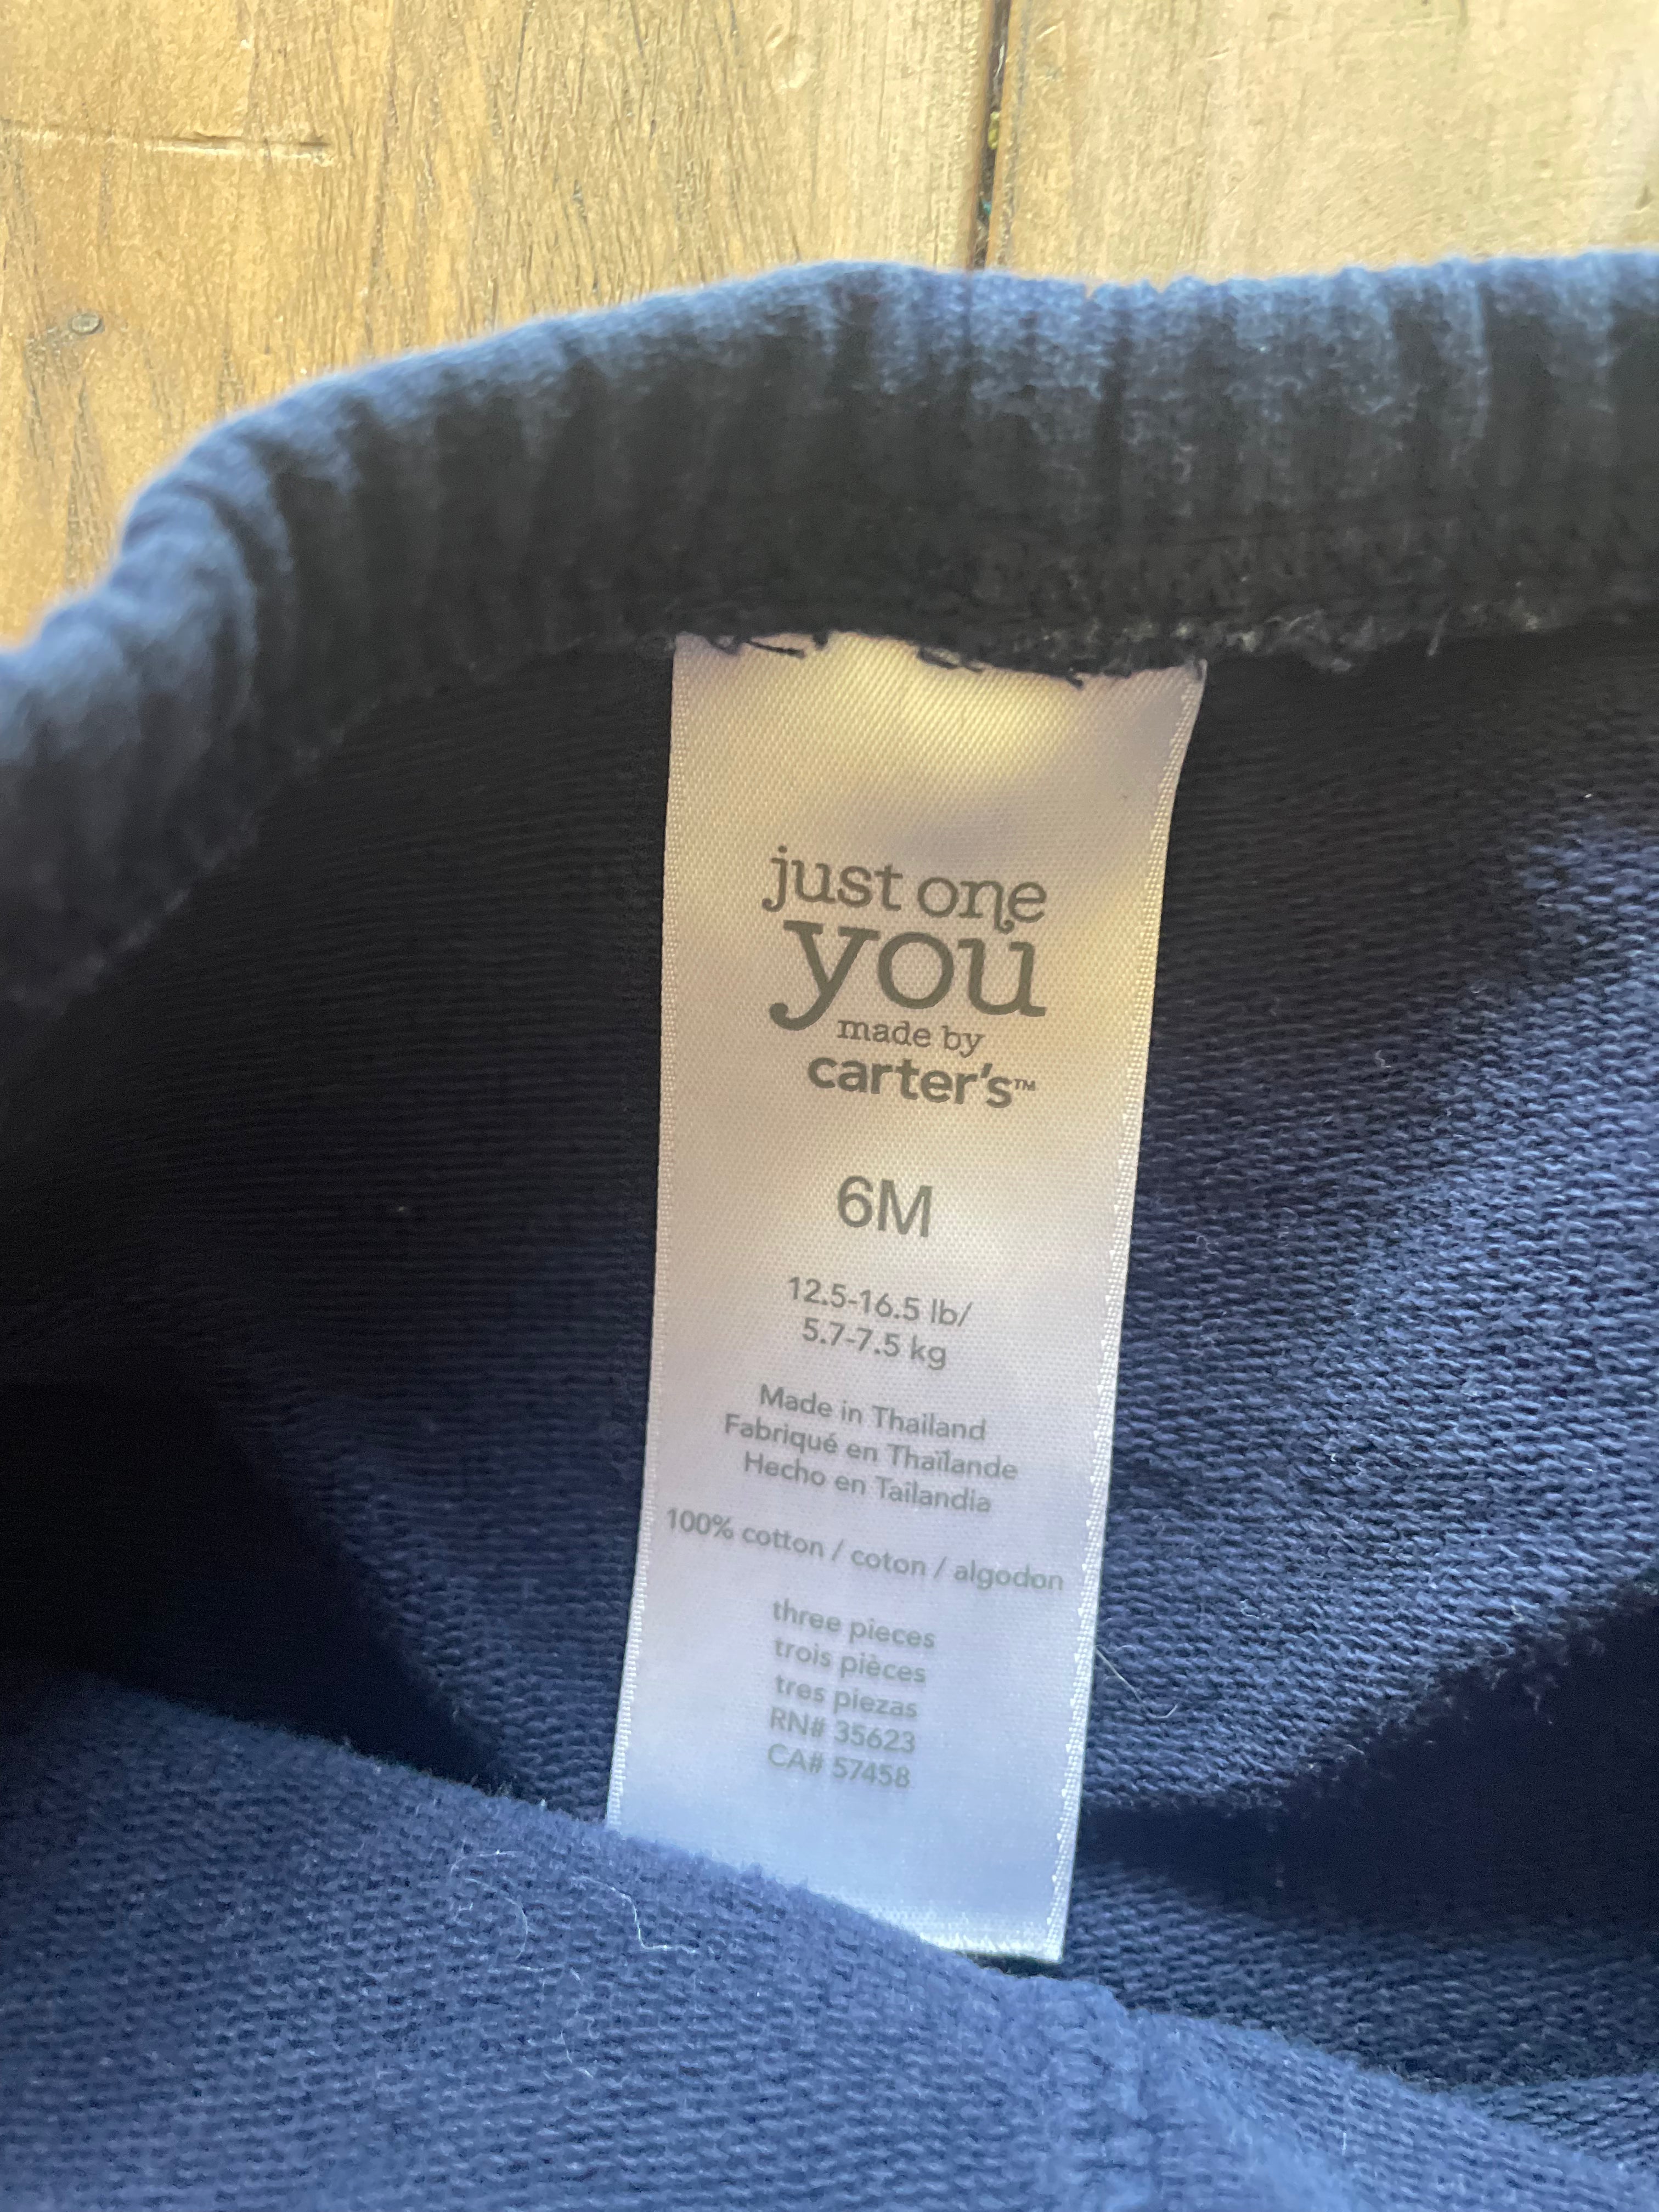 just one
you
made by
carter's™
6M
12.5-16.5 lb/
5.7-7.5 kg
Made in Thailand
Fabriqué en Thaïlande
Hecho en Tailandia
100% cotton / coton / algodon
three pieces
trois pièces
tres piezas
RN# 35623
CA# 57458